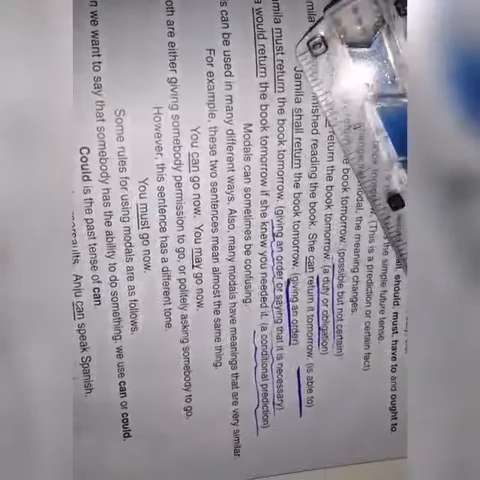 all, should, must, have to and ought to.
the simple future tense.
book tomorrow. (This is a prediction or certain fact)
modal, the meaning changes.
the book tomorrow. (possible but not certain)
return the book tomorrow. (a duty or obligation)
finished reading the book. She can return it tomorrow. (is able to)
Jamila shall return the book tomorrow. (giving an order)
must return the book tomorrow. (giving an order or saying that it is necessary)
would return the book tomorrow if she knew you needed it. (a conditional prediction)
Modals can sometimes be confusing.
can be used in many different ways. Also, many modals have meanings that are very similar.
For example, these two sentences mean almost the same thing.
You can go now. You may go now.
are either giving somebody permission to go, or politely asking somebody to go.
However, this sentence has a different tone.
You must go now.
Some rules for using modals are as follows.
we want to say that somebody has the ability to do something, we use can or could.
Could is the past tense of can.
Anju can speak Spanish.